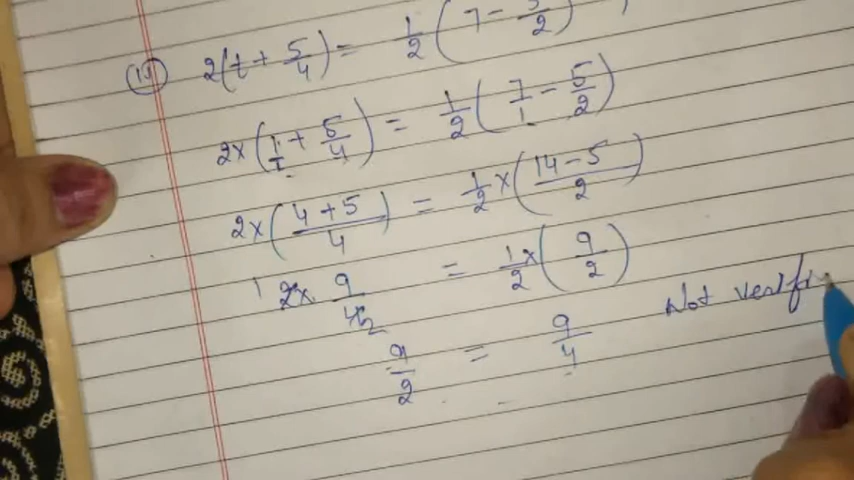 (15) 2(t + 5/4) = 1/2 (7 - 5/2)
2 × (1/1 + 5/4) = 1/2 (7/1 - 5/2)
2 × (4 + 5 / 4) = 1/2 × (14 - 5 / 2)
1 2 × 9 / 4 2 = 1/2 × (9/2)
9/2 = 9/4 Not verifi